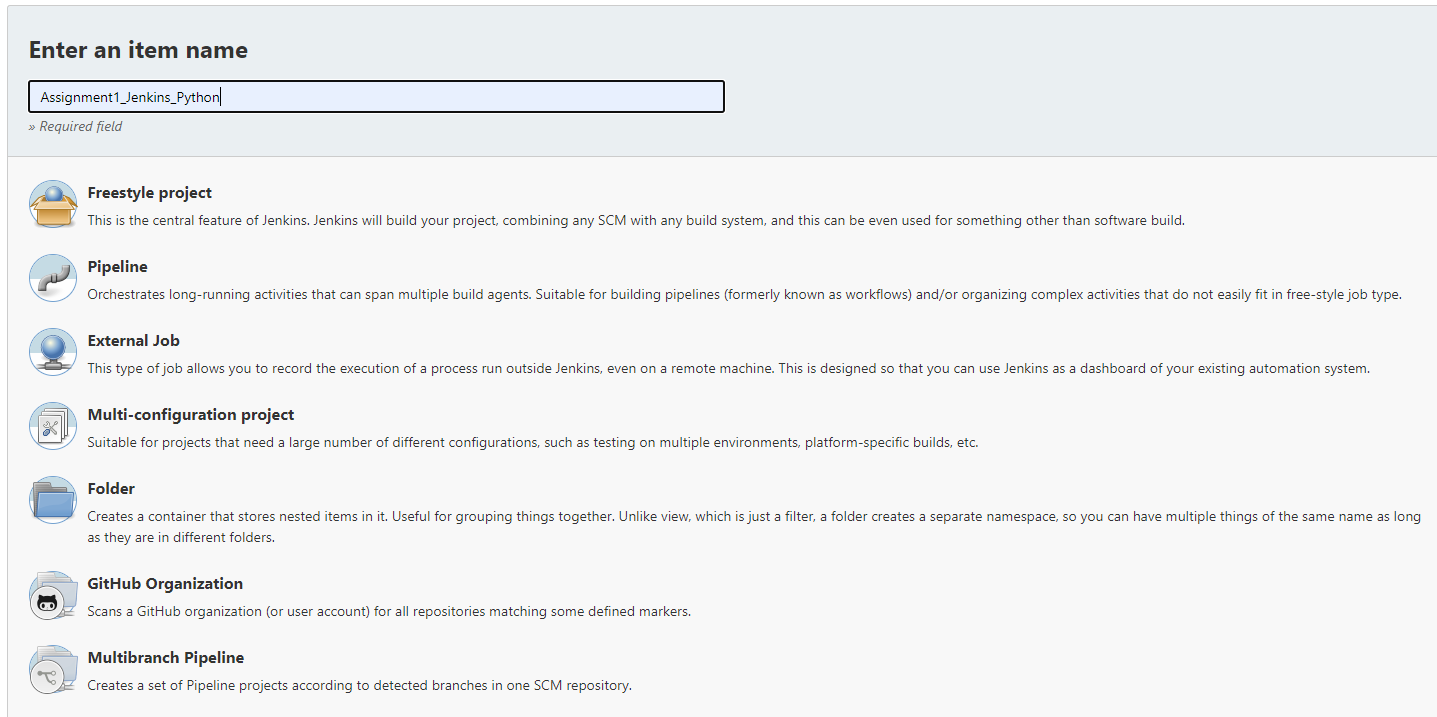 Enter an item name
Assignment1_Jenkins_Python
» Required field
Freestyle project
This is the central feature of Jenkins. Jenkins will build your project, combining any SCM with any build system, and this can be even used for something other than software build.
Pipeline
Orchestrates long-running activities that can span multiple build agents. Suitable for building pipelines (formerly known as workflows) and/or organizing complex activities that do not easily fit in free-style job type.
External Job
This type of job allows you to record the execution of a process run outside Jenkins, even on a remote machine. This is designed so that you can use Jenkins as a dashboard of your existing automation system.
Multi-configuration project
Suitable for projects that need a large number of different configurations, such as testing on multiple environments, platform-specific builds, etc.
Folder
Creates a container that stores nested items in it. Useful for grouping things together. Unlike view, which is just a filter, a folder creates a separate namespace, so you can have multiple things of the same name as long
as they are in different folders.
GitHub Organization
Scans a GitHub organization (or user account) for all repositories matching some defined markers.
Multibranch Pipeline
Creates a set of Pipeline projects according to detected branches in one SCM repository.